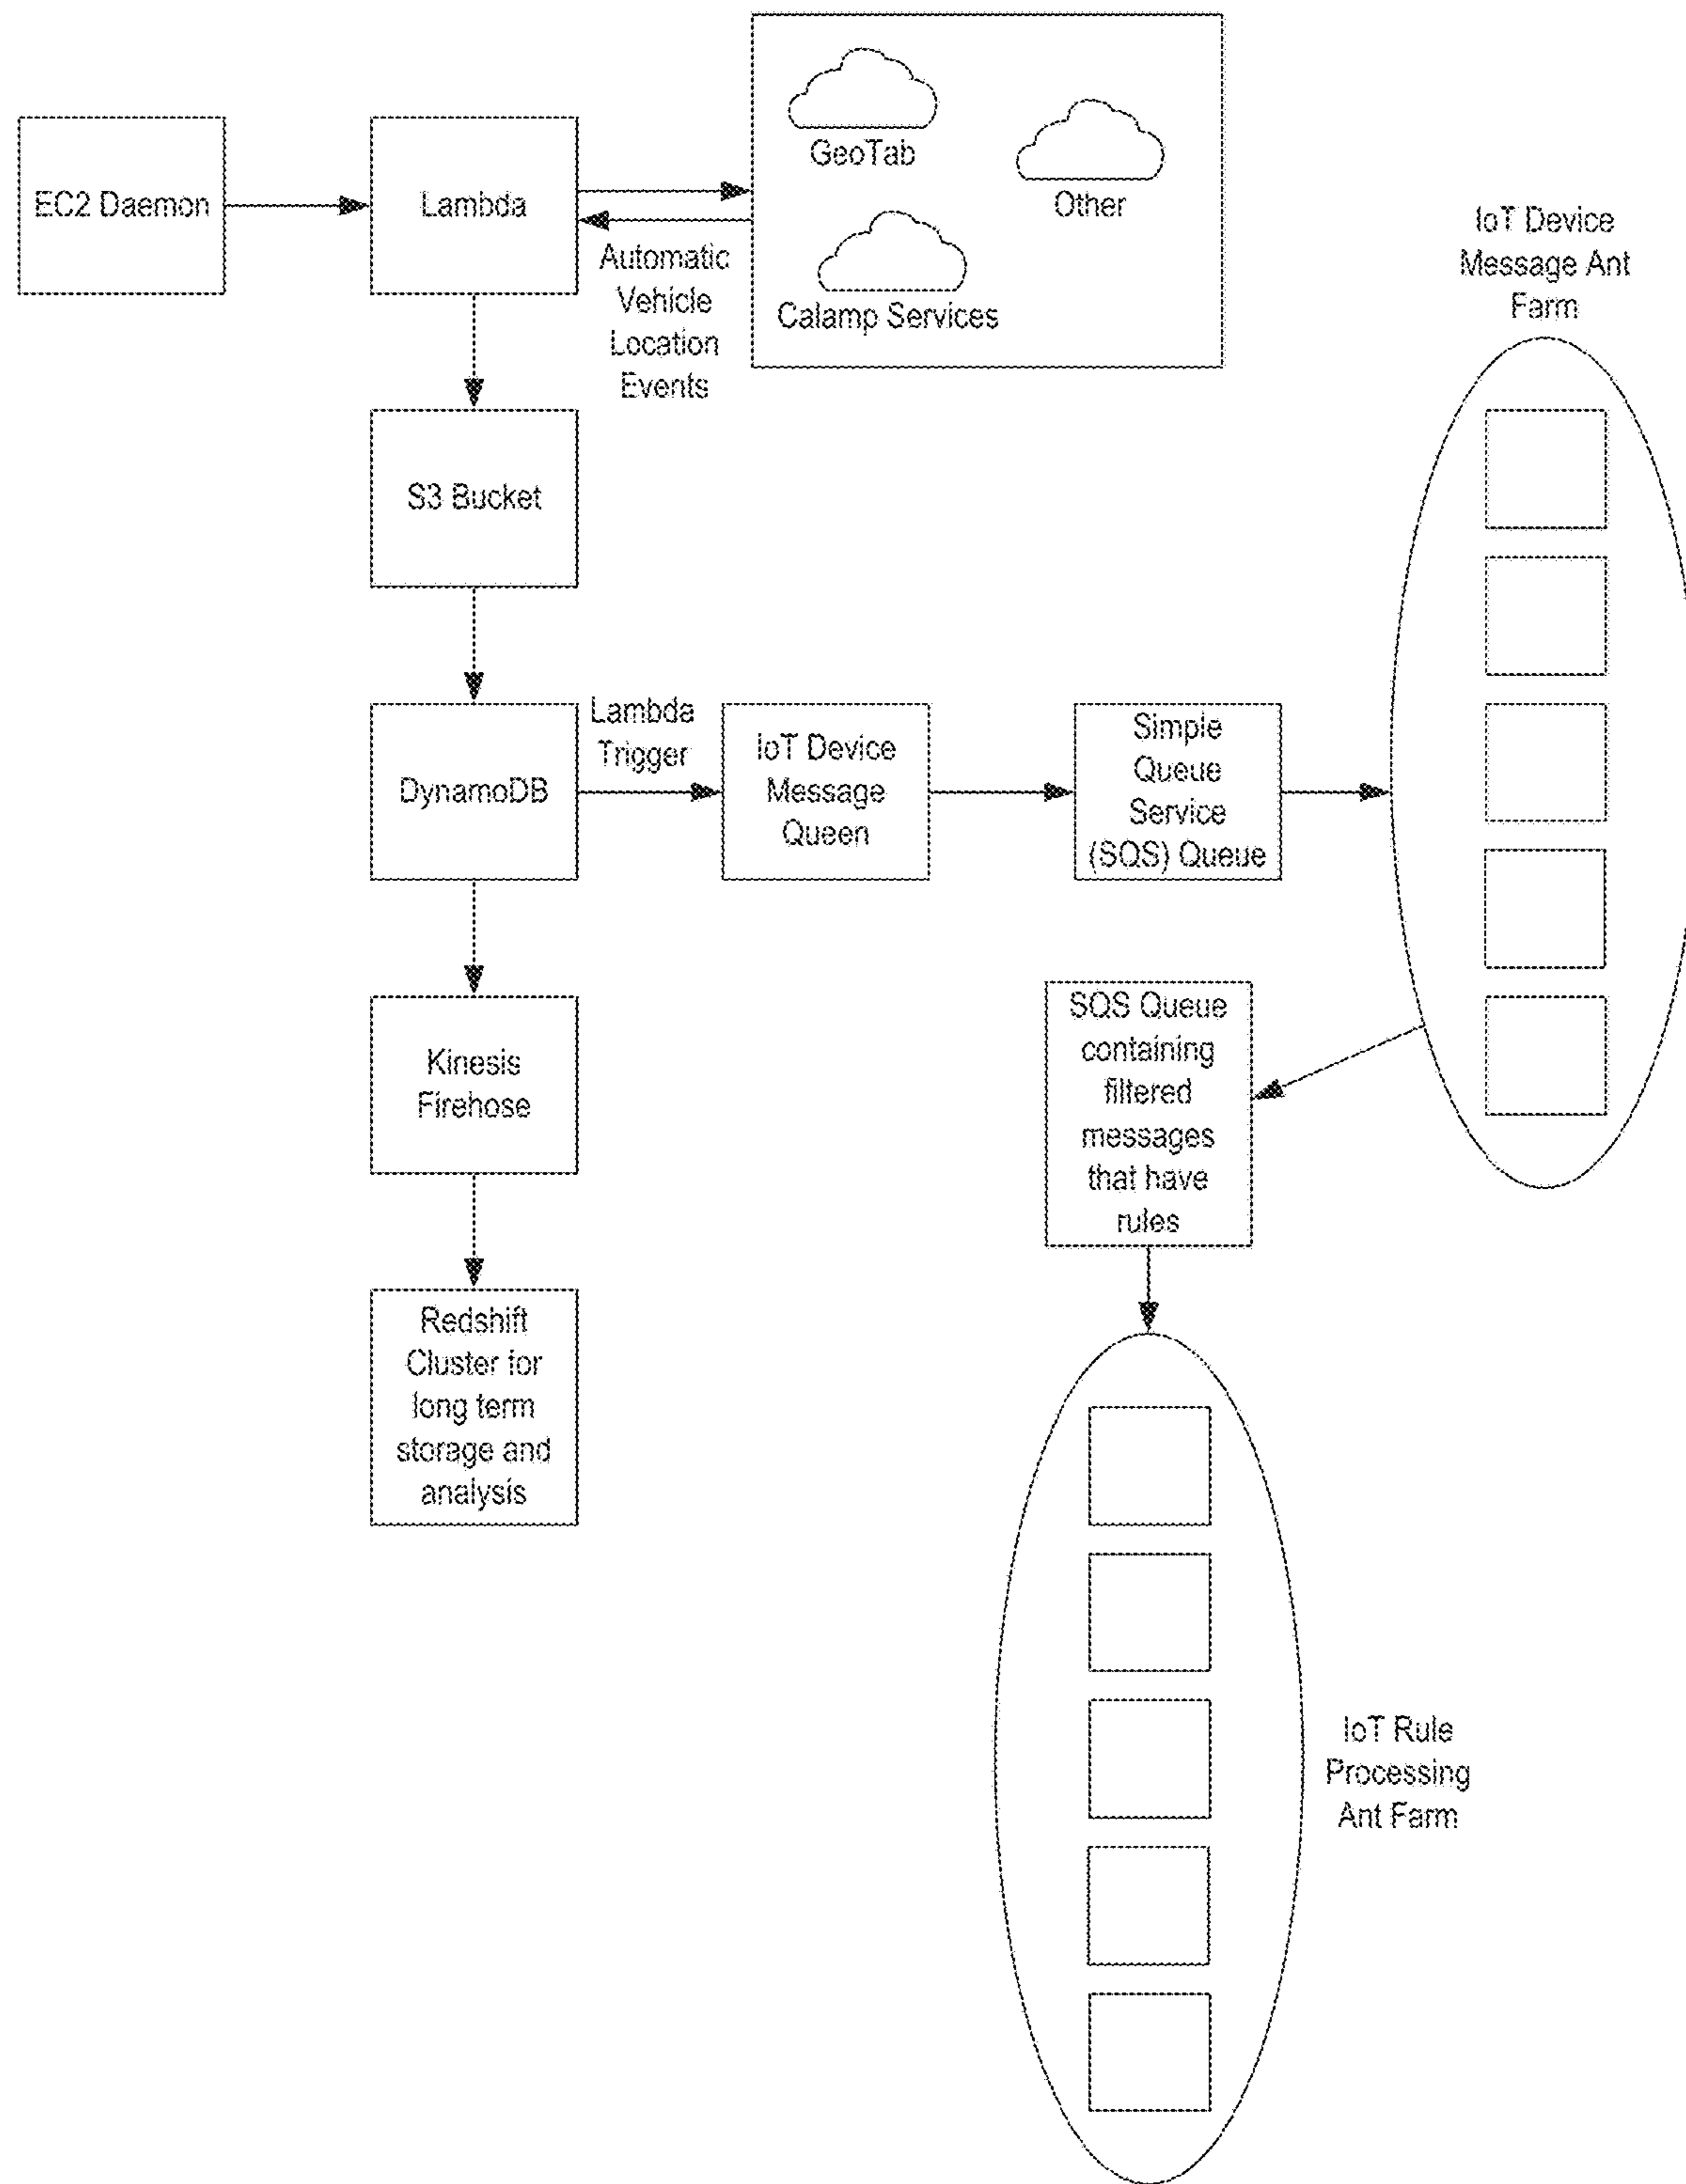 EC2 Daemon
Lambda
GeoTab
Other
Calamp Services
Automatic
Vehicle
Location
Events
IoT Device
Message Ant
Farm
S3 Bucket
DynamoDB
Lambda
Trigger
IoT Device
Message
Queen
Simple
Queue
Service
(SQS) Queue
Kinesis
Firehose
SQS Queue
containing
filtered
messages
that have
rules
Redshift
Cluster for
long term
storage and
analysis
IoT Rule
Processing
Ant Farm